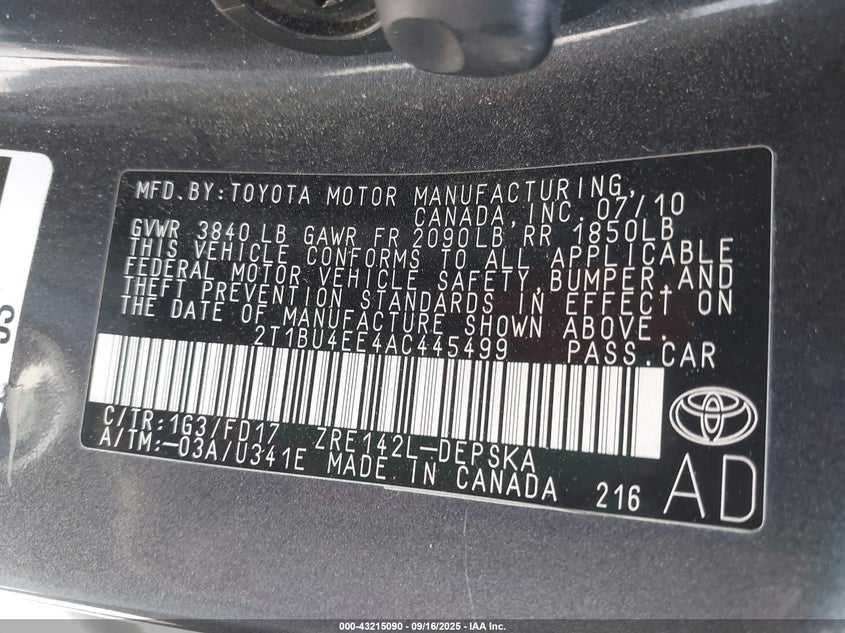 MFD.BY:TOYOTA MOTOR MANUFACTURING,
CANADA,INC. 07/10
GVWR 3840 LB GAWR FR 2090LB RR 1850LB
THIS VEHICLE CONFORMS TO ALL APPLICABLE
FEDERAL MOTOR VEHICLE SAFETY,BUMPER,AND
THEFT PREVENTION STANDARDS IN EFFECT ON
THE DATE OF MANUFACTURE SHOWN ABOVE.
2T1BU4EE4AC445499 PASS.CAR
C/TR:1G3/FD17 ZRE142L-DEPSKA
A/TM:-03A/U341E MADE IN CANADA 216 AD
000-43215090 - 09/16/2025 - IAA Inc.